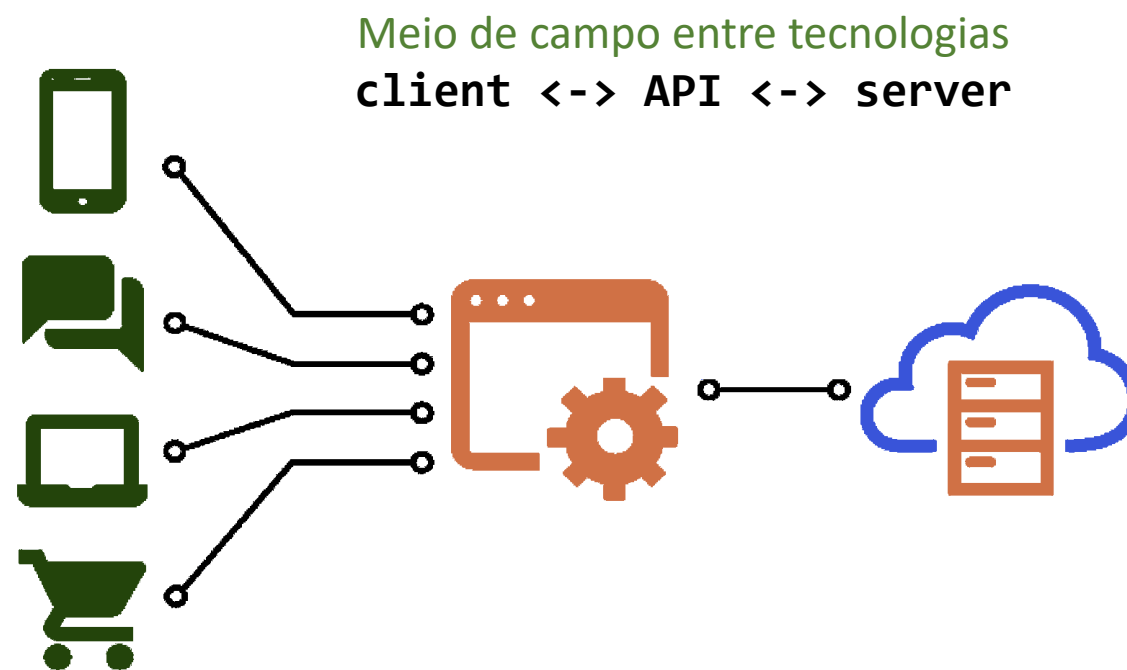 Meio de campo entre tecnologias
client <-> API <-> server